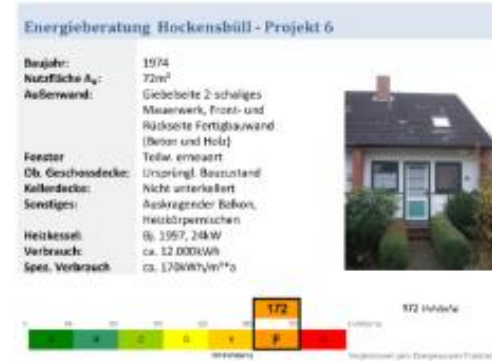 Energieberatung Hockensbüll - Projekt 6
Baujahr: 1974
Nutzfläche Aₙ: 72m²
Außenwand: Giebelseite 2-schaliges
Mauerwerk, Front- und
Rückseite Fertigbauwand
(Beton und Holz)
Fenster Teilw. erneuert
Ob. Geschossdecke: Ursprüngl. Bauzustand
Kellerdecke: Nicht unterkellert
Sonstiges: Auskragender Balkon,
Heizkörpernischen
Heizkessel: Bj. 1997, 24kW
Verbrauch: ca. 12.000kWh
Spez. Verbrauch ca. 170kWh/m²*a
172
172
F